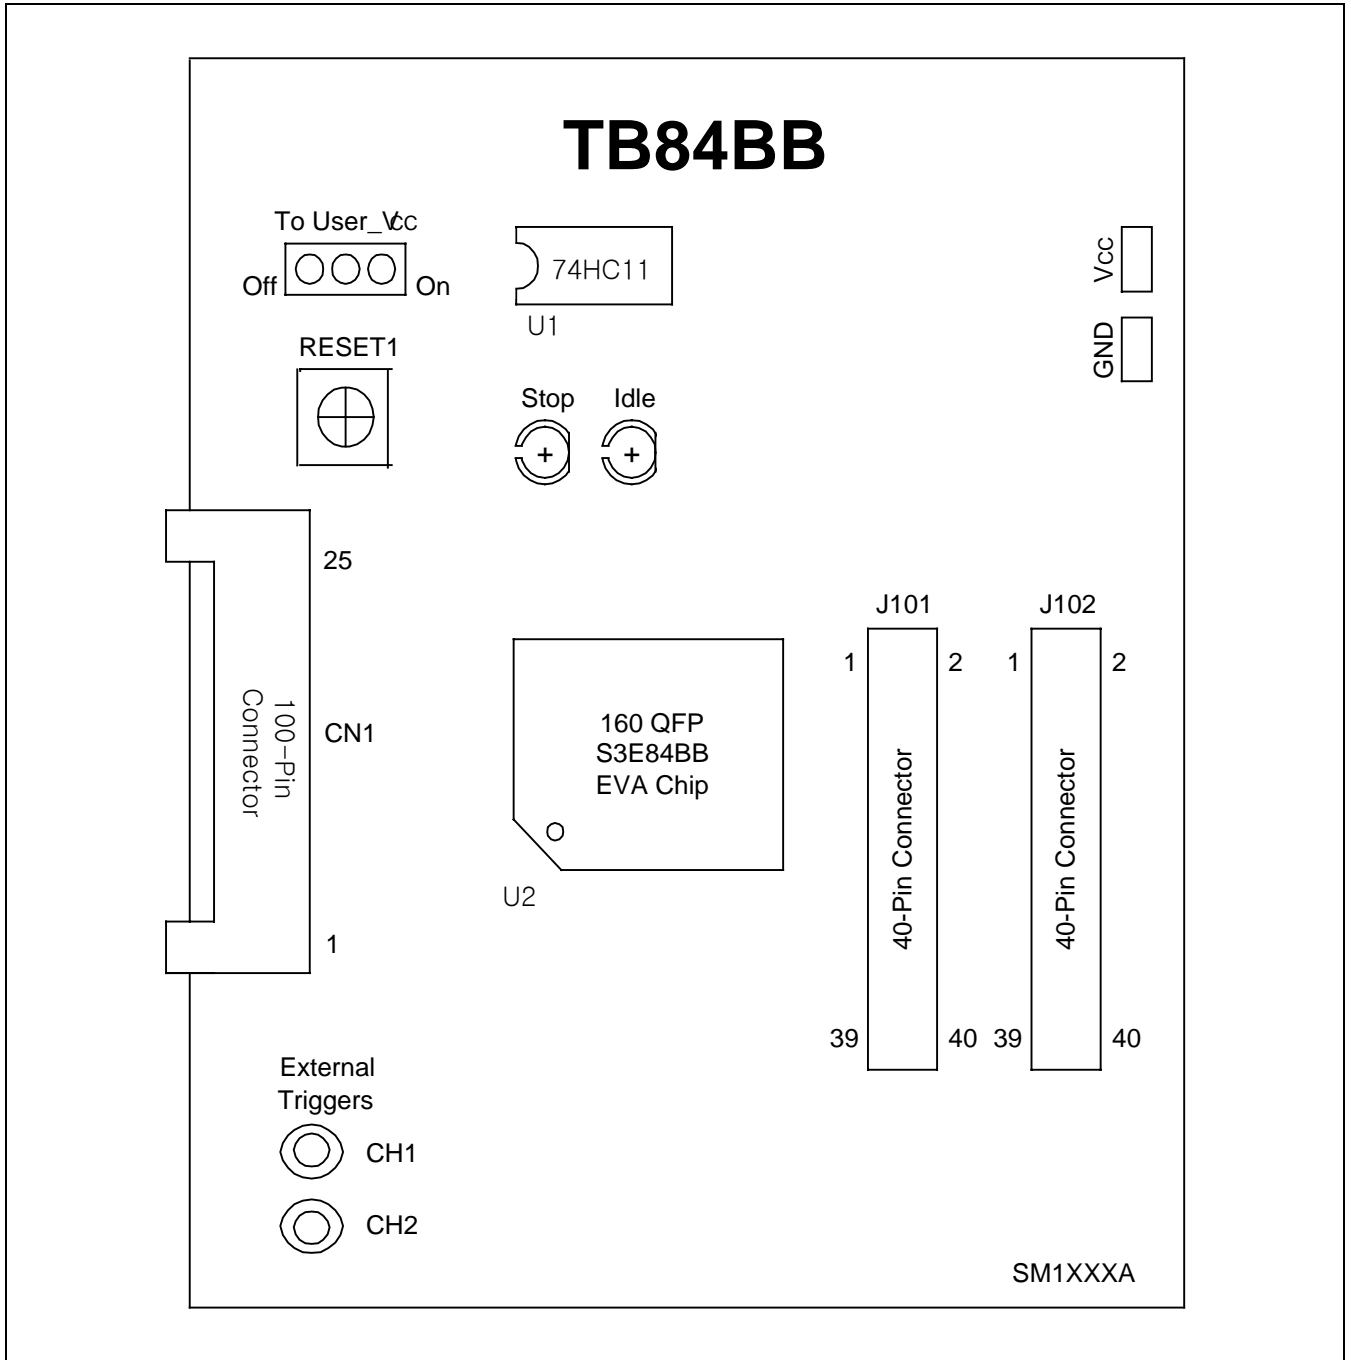 TB84BB
To User_Vcc
Off
On
74HC11
U1
Vcc
GND
RESET1
Stop
Idle
25
100-Pin
Connector
CN1
1
160 QFP
S3E84BB
EVA Chip
U2
J101
1
2
40-Pin Connector
39
40
J102
1
2
40-Pin Connector
39
40
External
Triggers
CH1
CH2
SM1XXXA